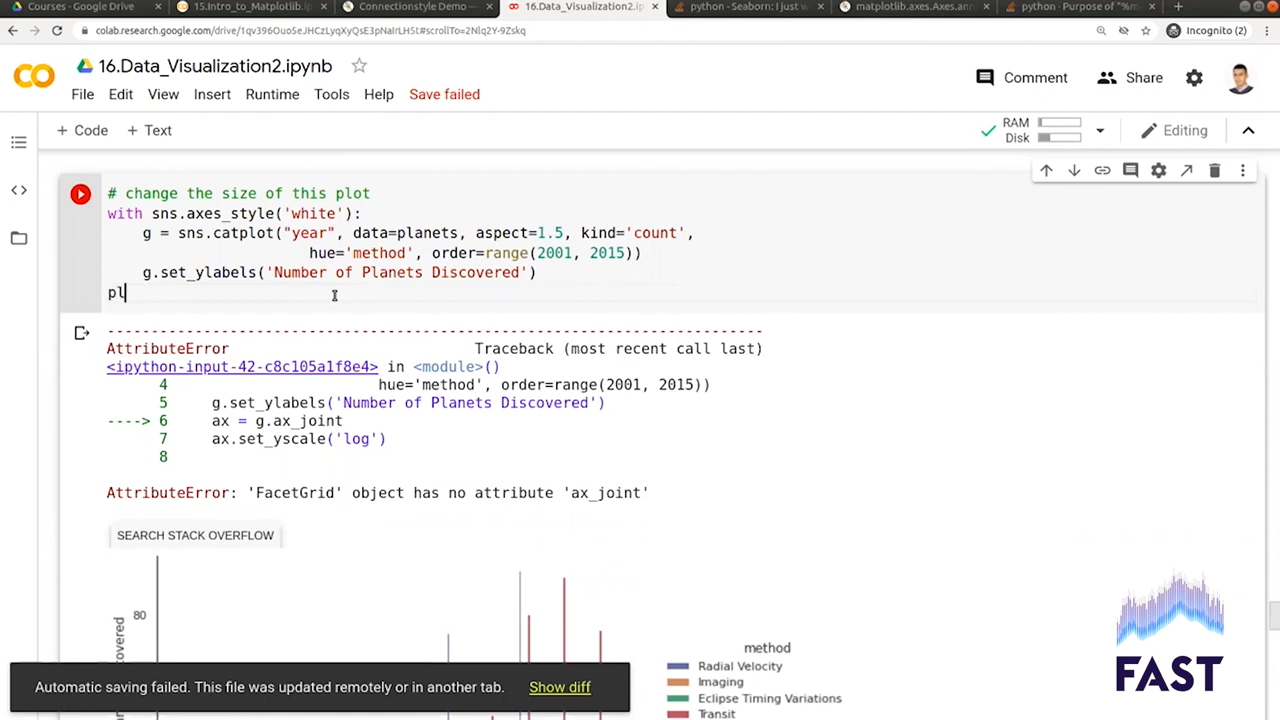 Courses - Google Drive
15.Intro_to_Matplotlib.ip
Connectionstyle Demo —
16.Data_Visualization2.ip
python - Seaborn: I just w
matplotlib.axes.Axes.ann
python - Purpose of "%m
colab.research.google.com/drive/1qv396Ouo5eJHCzLyqXyQsE3pNaIrLH5t#scrollTo=2Nlq2Y-9Zskq
Incognito (2)
CO
16.Data_Visualization2.ipynb
Comment
Share
File Edit View Insert Runtime Tools Help Save failed
+ Code + Text
RAM
Disk
Editing
# change the size of this plot
with sns.axes_style('white'):
g = sns.catplot("year", data=planets, aspect=1.5, kind='count',
hue='method', order=range(2001, 2015))
g.set_ylabels('Number of Planets Discovered')
pl
---------------------------------------------------------------------------
AttributeError Traceback (most recent call last)
<ipython-input-42-c8c105a1f8e4> in <module>()
4 hue='method', order=range(2001, 2015))
5 g.set_ylabels('Number of Planets Discovered')
----> 6 ax = g.ax_joint
7 ax.set_yscale('log')
8
AttributeError: 'FacetGrid' object has no attribute 'ax_joint'
SEARCH STACK OVERFLOW
80
covered
method
Radial Velocity
Imaging
Eclipse Timing Variations
Transit
Automatic saving failed. This file was updated remotely or in another tab. Show diff
FAST